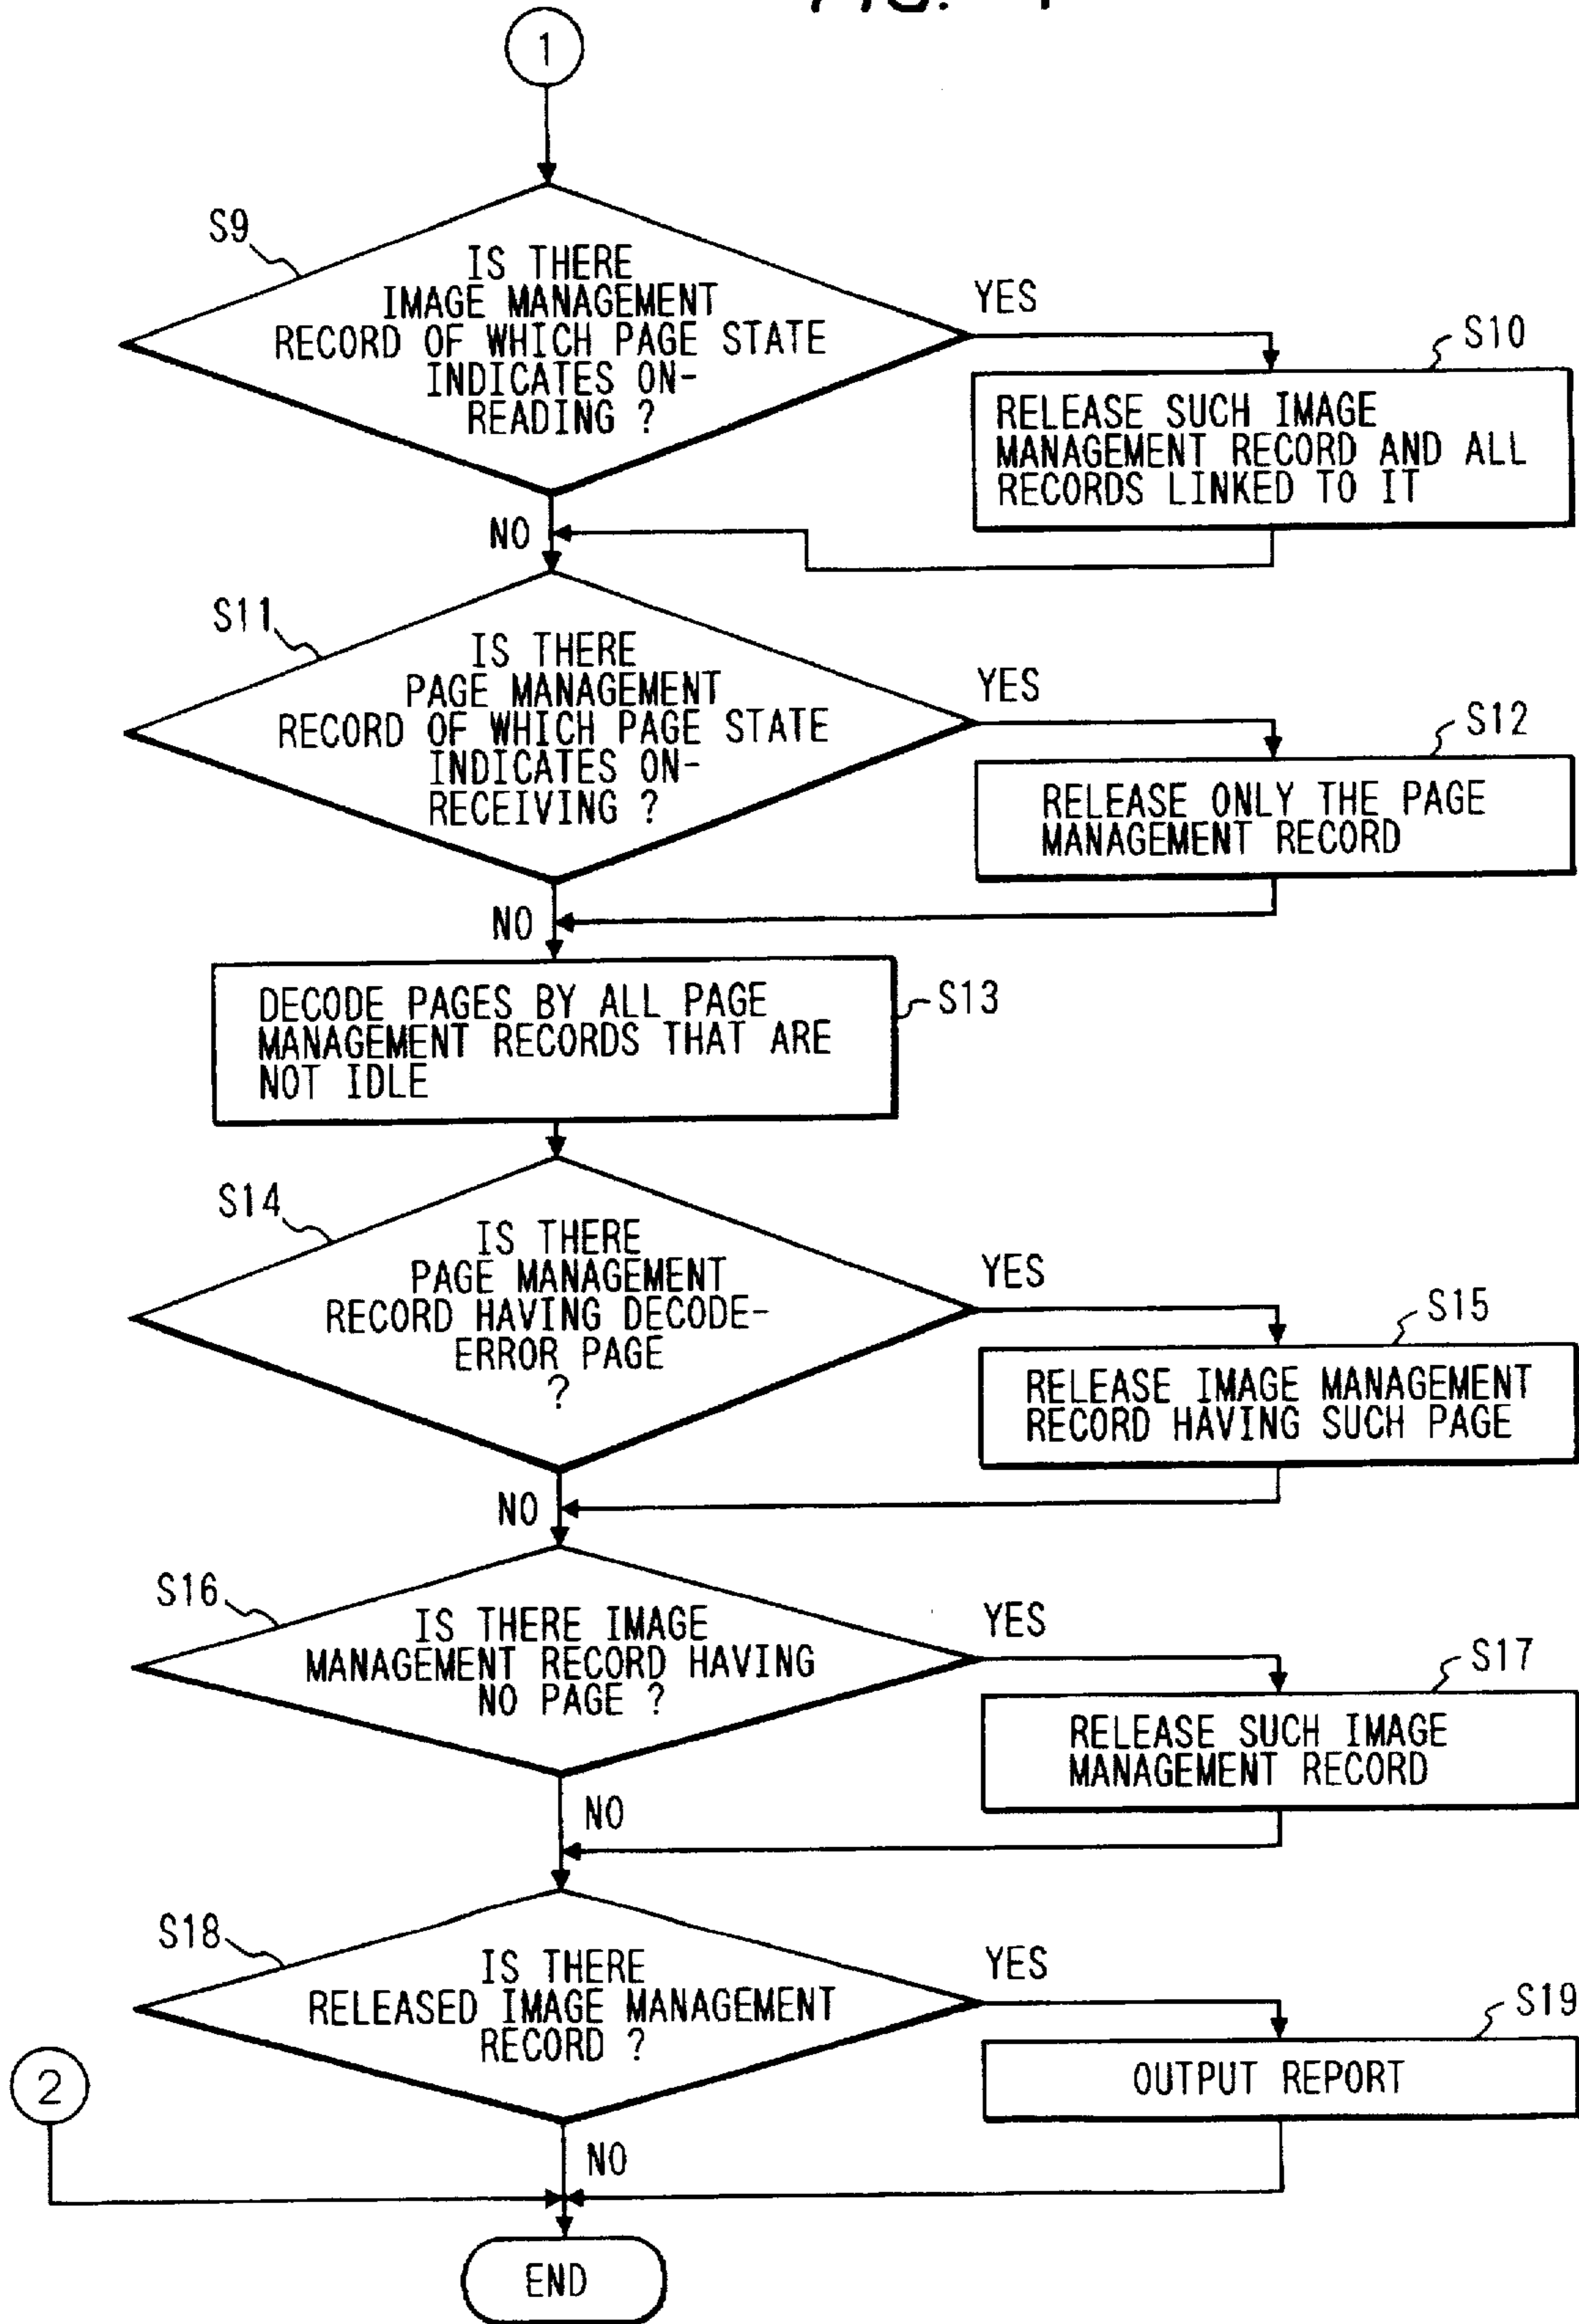 1
S9
IS THERE
IMAGE MANAGEMENT
RECORD OF WHICH PAGE STATE
INDICATES ON-
READING ?
YES
S10
RELEASE SUCH IMAGE
MANAGEMENT RECORD AND ALL
RECORDS LINKED TO IT
NO
S11
IS THERE
PAGE MANAGEMENT
RECORD OF WHICH PAGE STATE
INDICATES ON-
RECEIVING ?
YES
S12
RELEASE ONLY THE PAGE
MANAGEMENT RECORD
NO
DECODE PAGES BY ALL PAGE
MANAGEMENT RECORDS THAT ARE
NOT IDLE
S13
S14
IS THERE
PAGE MANAGEMENT
RECORD HAVING DECODE-
ERROR PAGE
?
YES
S15
RELEASE IMAGE MANAGEMENT
RECORD HAVING SUCH PAGE
NO
S16
IS THERE IMAGE
MANAGEMENT RECORD HAVING
NO PAGE ?
YES
S17
RELEASE SUCH IMAGE
MANAGEMENT RECORD
NO
S18
IS THERE
RELEASED IMAGE MANAGEMENT
RECORD ?
YES
S19
OUTPUT REPORT
2
NO
END